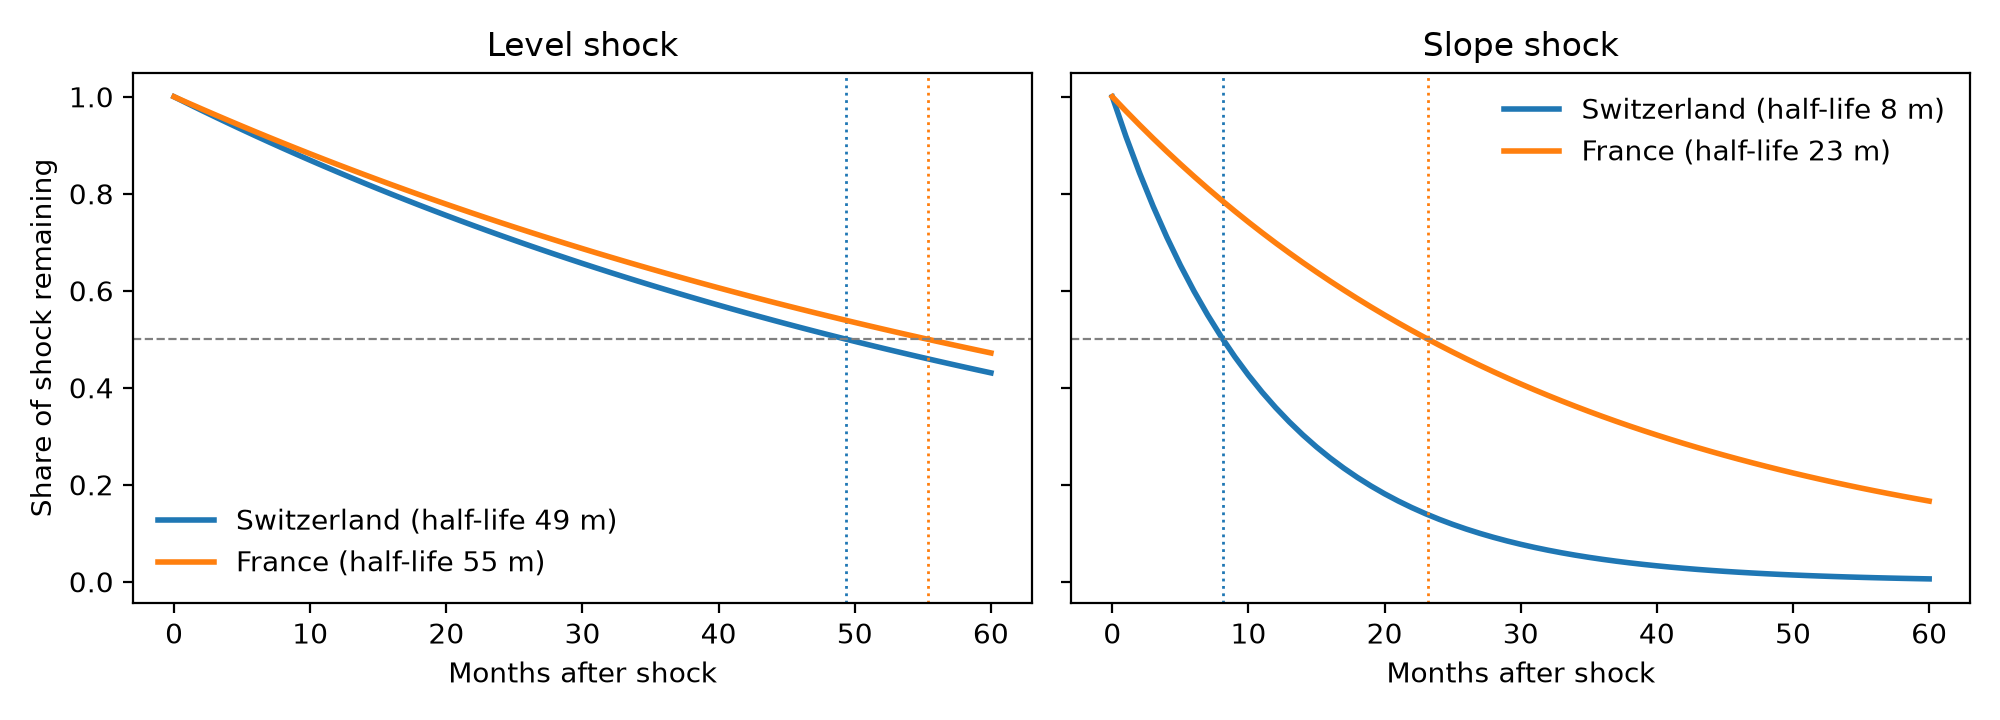 Level shock
Share of shock remaining
1.0
0.8
0.6
0.4
0.2
0.0
Switzerland (half-life 49 m)
France (half-life 55 m)
0 10 20 30 40 50 60
Months after shock
Slope shock
Switzerland (half-life 8 m)
France (half-life 23 m)
0 10 20 30 40 50 60
Months after shock